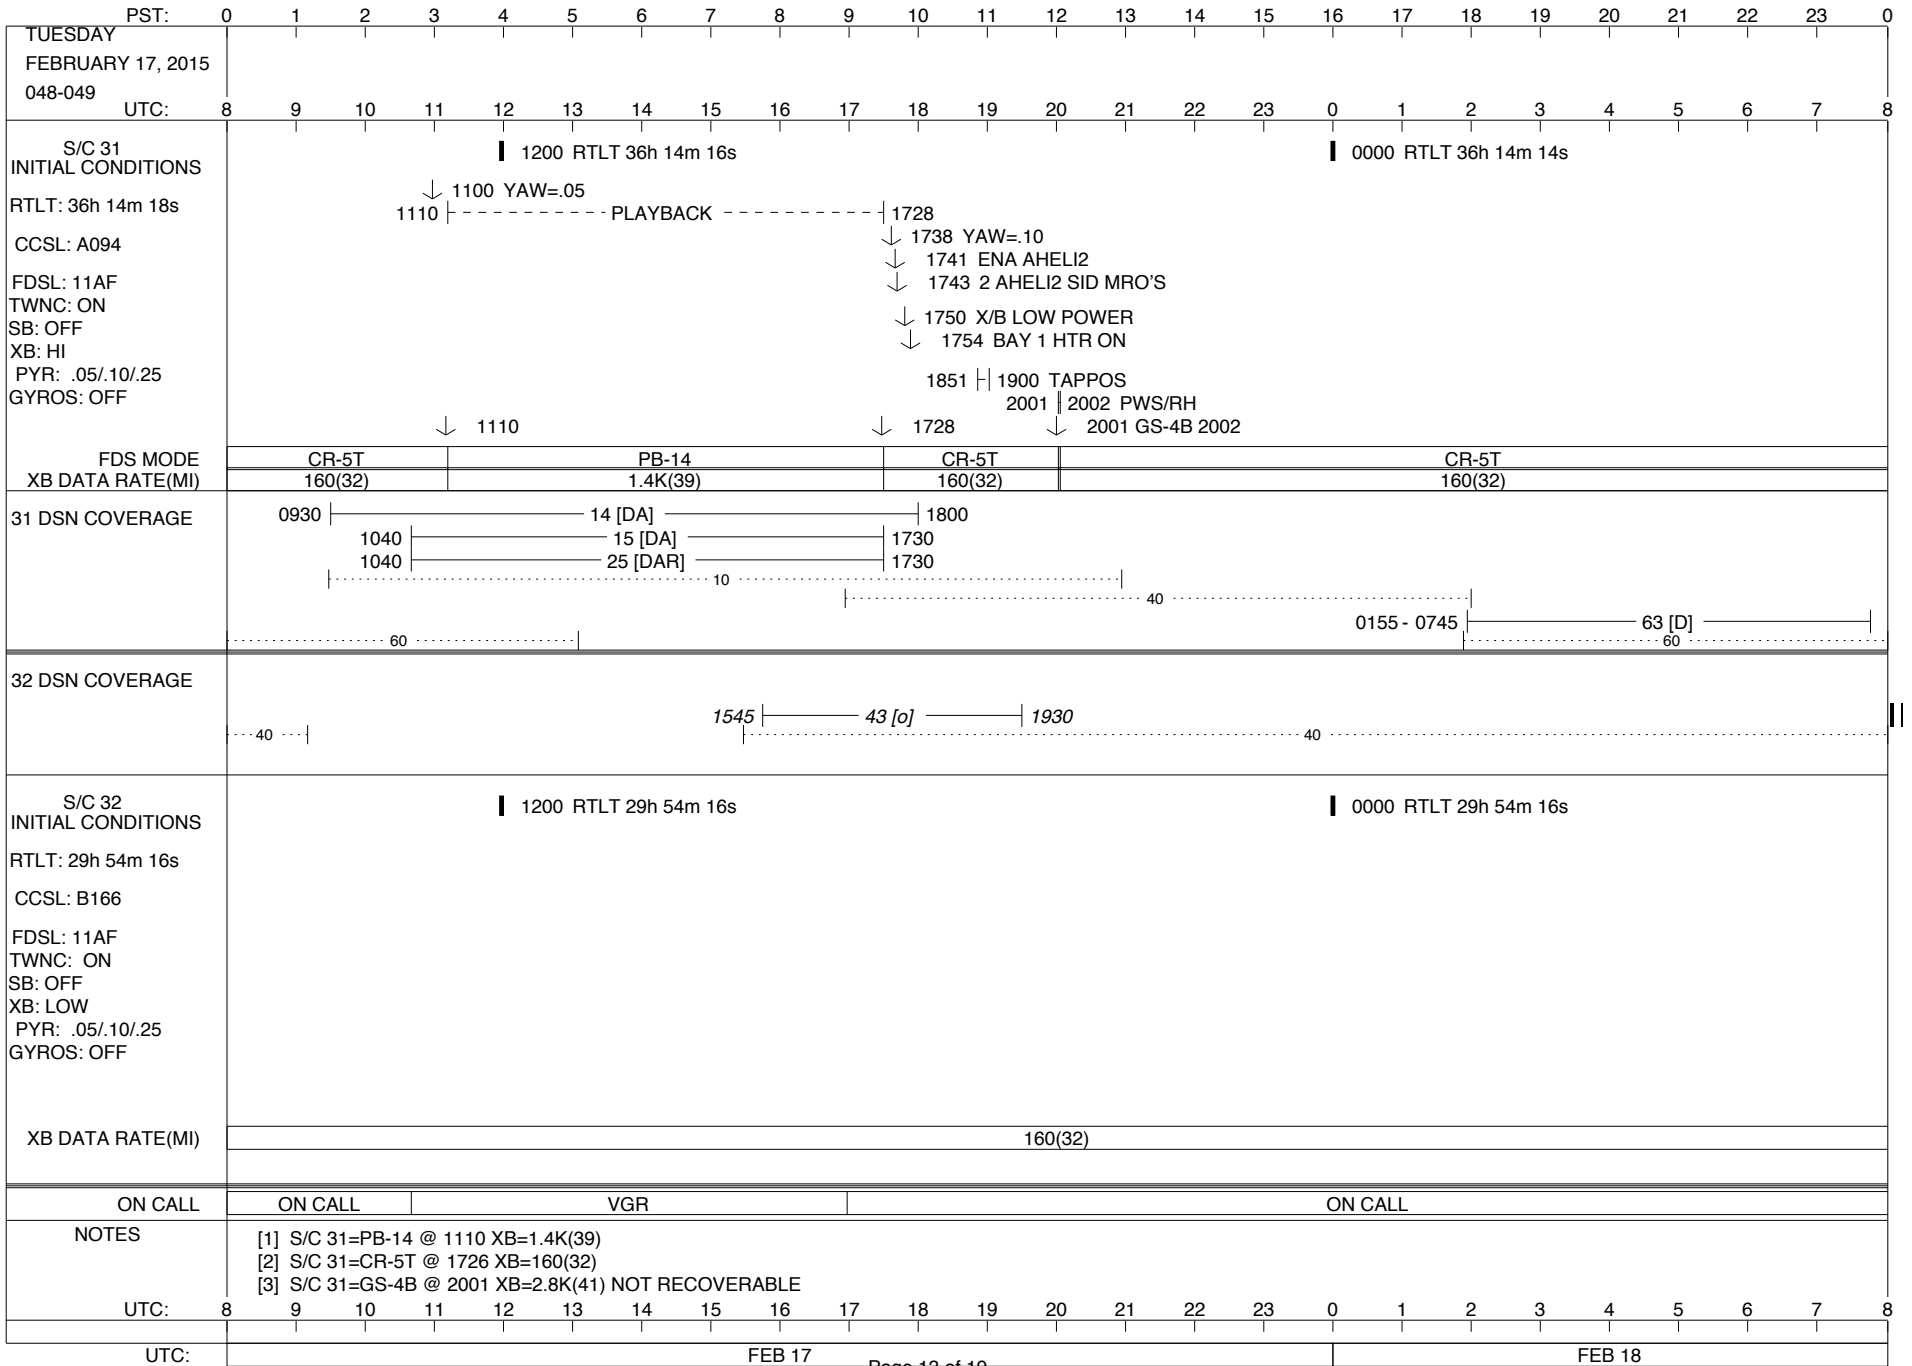 PST: 0 1 2 3 4 5 6 7 8 9 10 11 12 13 14 15 16 17 18 19 20 21 22 23 0
TUESDAY
FEBRUARY 17, 2015
048-049
UTC: 8 9 10 11 12 13 14 15 16 17 18 19 20 21 22 23 0 1 2 3 4 5 6 7 8
S/C 31
INITIAL CONDITIONS
RTLT: 36h 14m 18s
CCSL: A094
FDSL: 11AF
TWNC: ON
SB: OFF
XB: HI
PYR: .05/.10/.25
GYROS: OFF
1200 RTLT 36h 14m 16s
0000 RTLT 36h 14m 14s
1100 YAW=.05
1110 PLAYBACK 1728
1738 YAW=.10
1741 ENA AHELI2
1743 2 AHELI2 SID MRO'S
1750 X/B LOW POWER
1754 BAY 1 HTR ON
1851 1900 TAPPOS
2001 2002 PWS/RH
1110 1728 2001 GS-4B 2002
FDS MODE CR-5T PB-14 CR-5T CR-5T
XB DATA RATE(MI) 160(32) 1.4K(39) 160(32) 160(32)
31 DSN COVERAGE
0930 14 [DA] 1800
1040 15 [DA] 1730
1040 25 [DAR] 1730
10
40
0155 - 0745 63 [D]
60 60
32 DSN COVERAGE
1545 43 [o] 1930
40 40
S/C 32
INITIAL CONDITIONS
RTLT: 29h 54m 16s
CCSL: B166
FDSL: 11AF
TWNC: ON
SB: OFF
XB: LOW
PYR: .05/.10/.25
GYROS: OFF
1200 RTLT 29h 54m 16s
0000 RTLT 29h 54m 16s
XB DATA RATE(MI) 160(32)
ON CALL ON CALL VGR ON CALL
NOTES
[1] S/C 31=PB-14 @ 1110 XB=1.4K(39)
[2] S/C 31=CR-5T @ 1726 XB=160(32)
[3] S/C 31=GS-4B @ 2001 XB=2.8K(41) NOT RECOVERABLE
UTC: 8 9 10 11 12 13 14 15 16 17 18 19 20 21 22 23 0 1 2 3 4 5 6 7 8
UTC: FEB 17 FEB 18